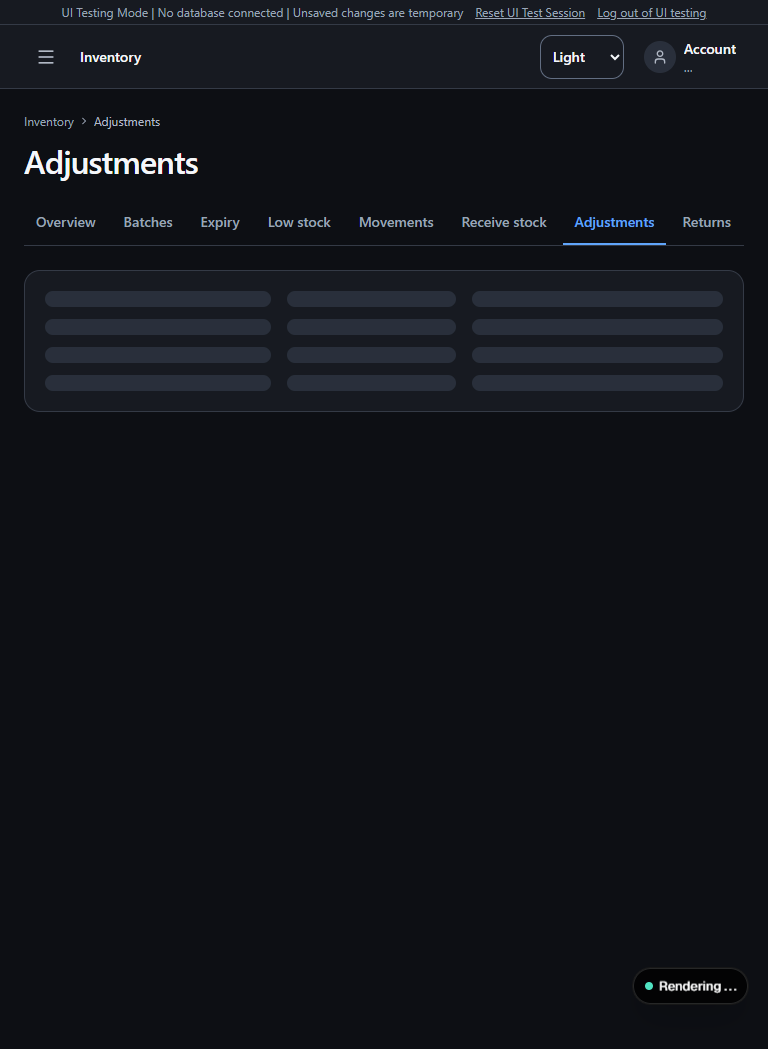 UI Testing Mode | No database connected | Unsaved changes are temporary Reset UI Test Session Log out of UI testing
Inventory
Light
Account
...
Inventory > Adjustments
Adjustments
Overview Batches Expiry Low stock Movements Receive stock Adjustments Returns
Rendering ...